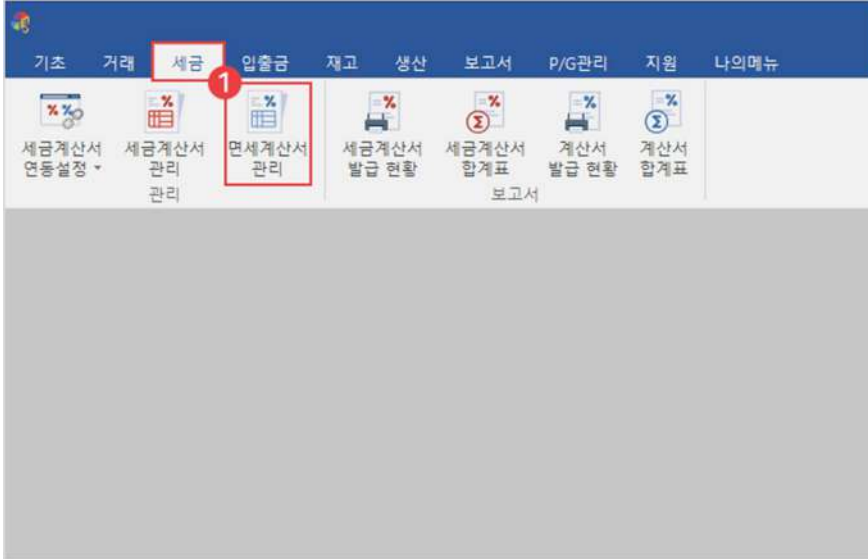 기초 거래 세금 입출금 재고 생산 보고서 P/G관리 지원 나의메뉴
1
세금계산서 세금계산서 면세계산서 세금계산서 세금계산서 계산서 계산서
연동설정 관리 관리 발급 현황 합계표 발급 현황 합계표
관리 보고서